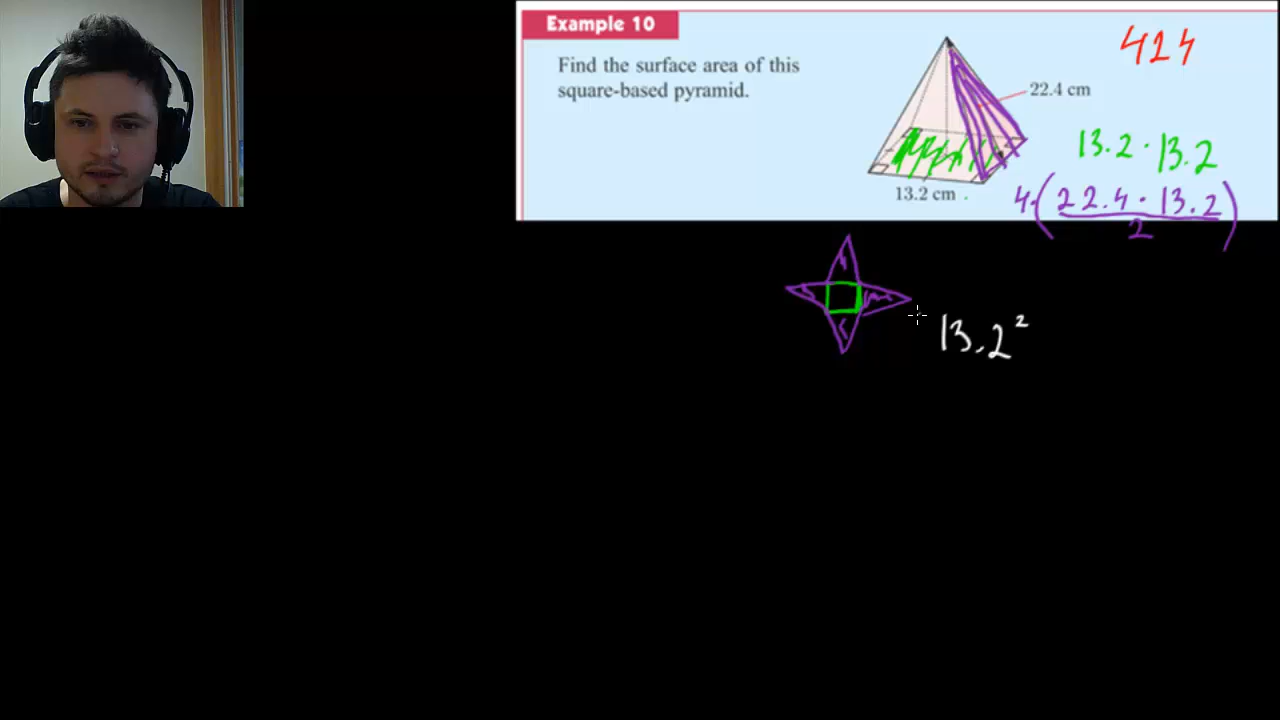 Example 10
424
Find the surface area of this
square-based pyramid.
22.4 cm
13.2 · 13.2
13.2 cm
4·(22.4 · 13.2
2)
13.2²